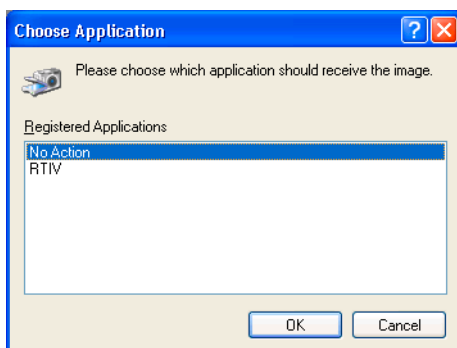 Choose Application
Please choose which application should receive the image.
Registered Applications
No Action
RTIV
OK
Cancel